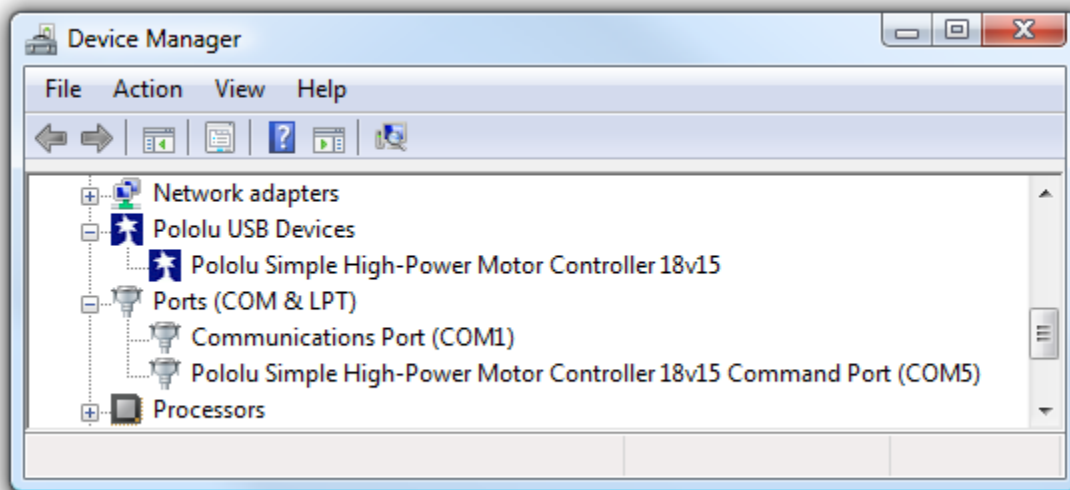 Device Manager
File Action View Help
Network adapters
Pololu USB Devices
Pololu Simple High-Power Motor Controller 18v15
Ports (COM & LPT)
Communications Port (COM1)
Pololu Simple High-Power Motor Controller 18v15 Command Port (COM5)
Processors